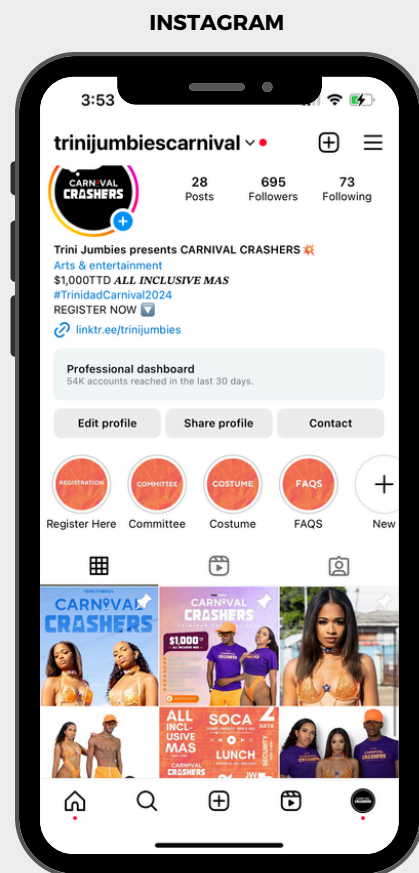 INSTAGRAM
3:53
trinijumbiescarnival
CARNIVAL
CRASHERS
28
Posts
695
Followers
73
Following
Trini Jumbies presents CARNIVAL CRASHERS 💥
Arts & entertainment
$1,000TTD ALL INCLUSIVE MAS
#TrinidadCarnival2024
REGISTER NOW 🔽
linktr.ee/trinijumbies
Professional dashboard
54K accounts reached in the last 30 days.
Edit profile
Share profile
Contact
REGISTRATION
COMMITTEE
COSTUME
FAQS
Register Here
Committee
Costume
FAQS
New
CARNIVAL
CRASHERS
CARNIVAL
CRASHERS
$1,000
ALL
INCL-
USIVE
MAS
CARNIVAL
CRASHERS
SOCA
LUNCH
2
DAYS
SECURITY